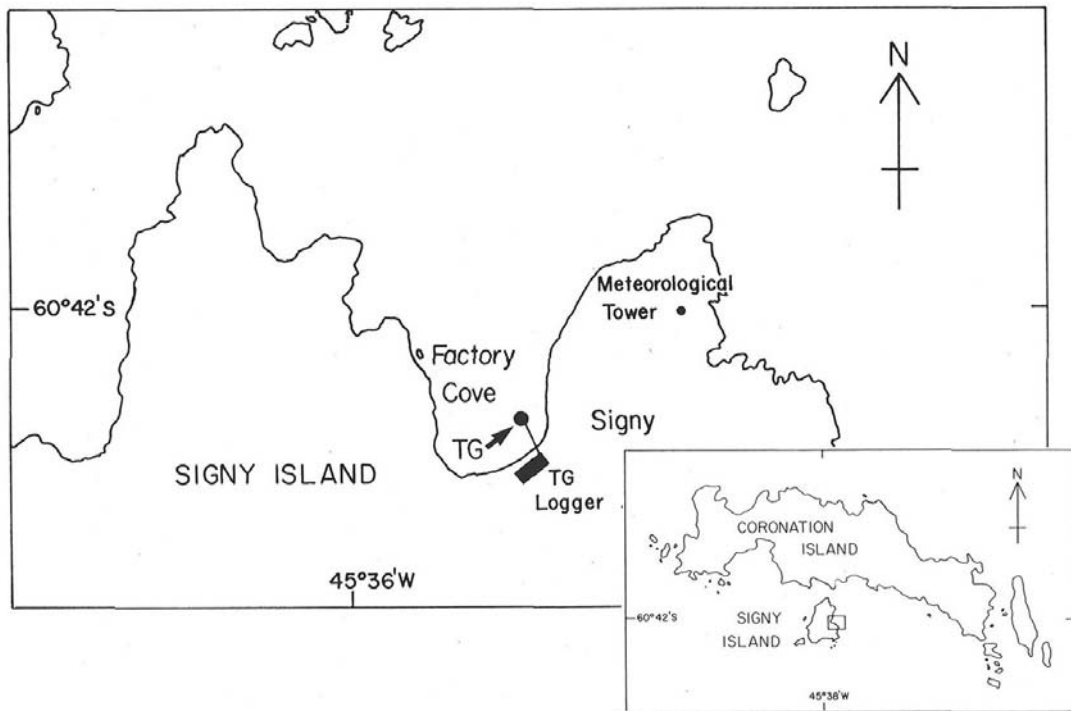 N
Meteorological
Tower
60°42'S
Factory
Cove
Signy
TG
SIGNY ISLAND
TG
Logger
45°36'W
N
CORONATION
ISLAND
60°42'S
SIGNY
ISLAND
45°38'W